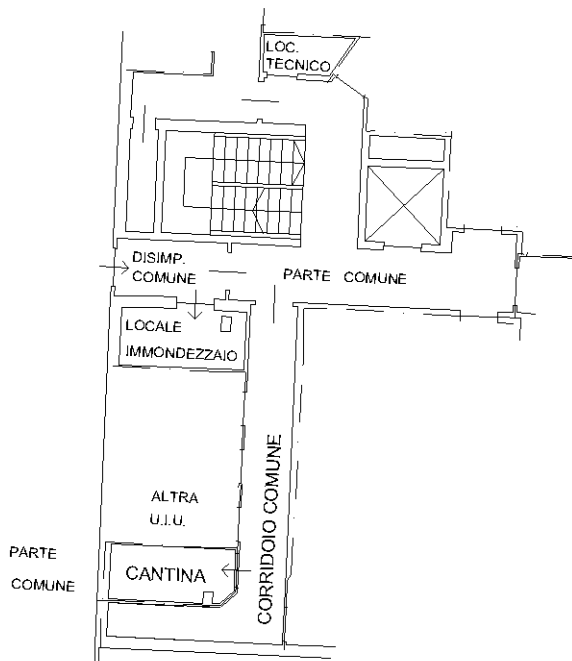 LOC.
TECNICO
DISIMP.
COMUNE
PARTE COMUNE
LOCALE
IMMONDEZZAIO
CORRIDOIO COMUNE
ALTRA
U.I.U.
PARTE
COMUNE
CANTINA